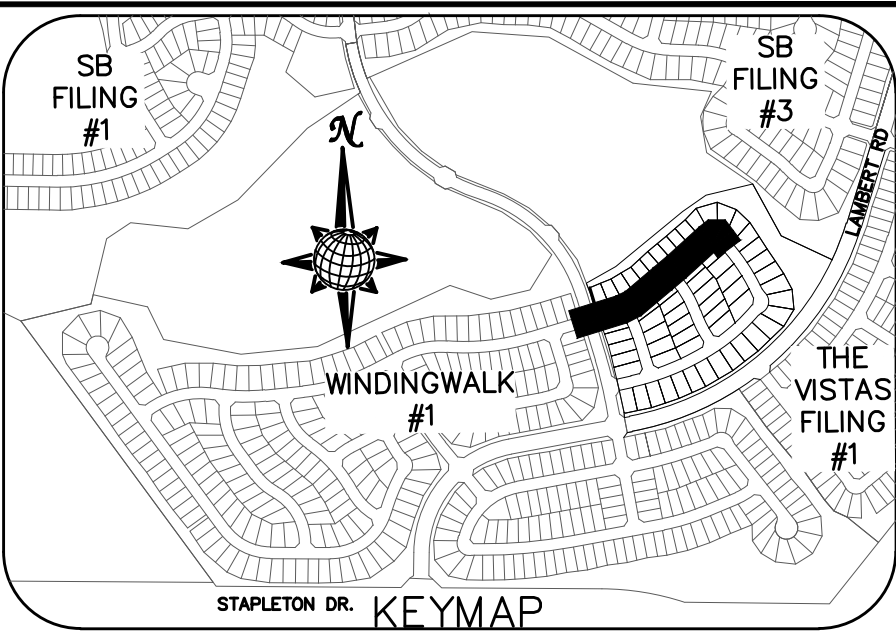 SB
FILING
#1
SB
FILING
#3
N
LAMBERT RD
WINDINGWALK
#1
THE
VISTAS
FILING
#1
STAPLETON DR.
KEYMAP